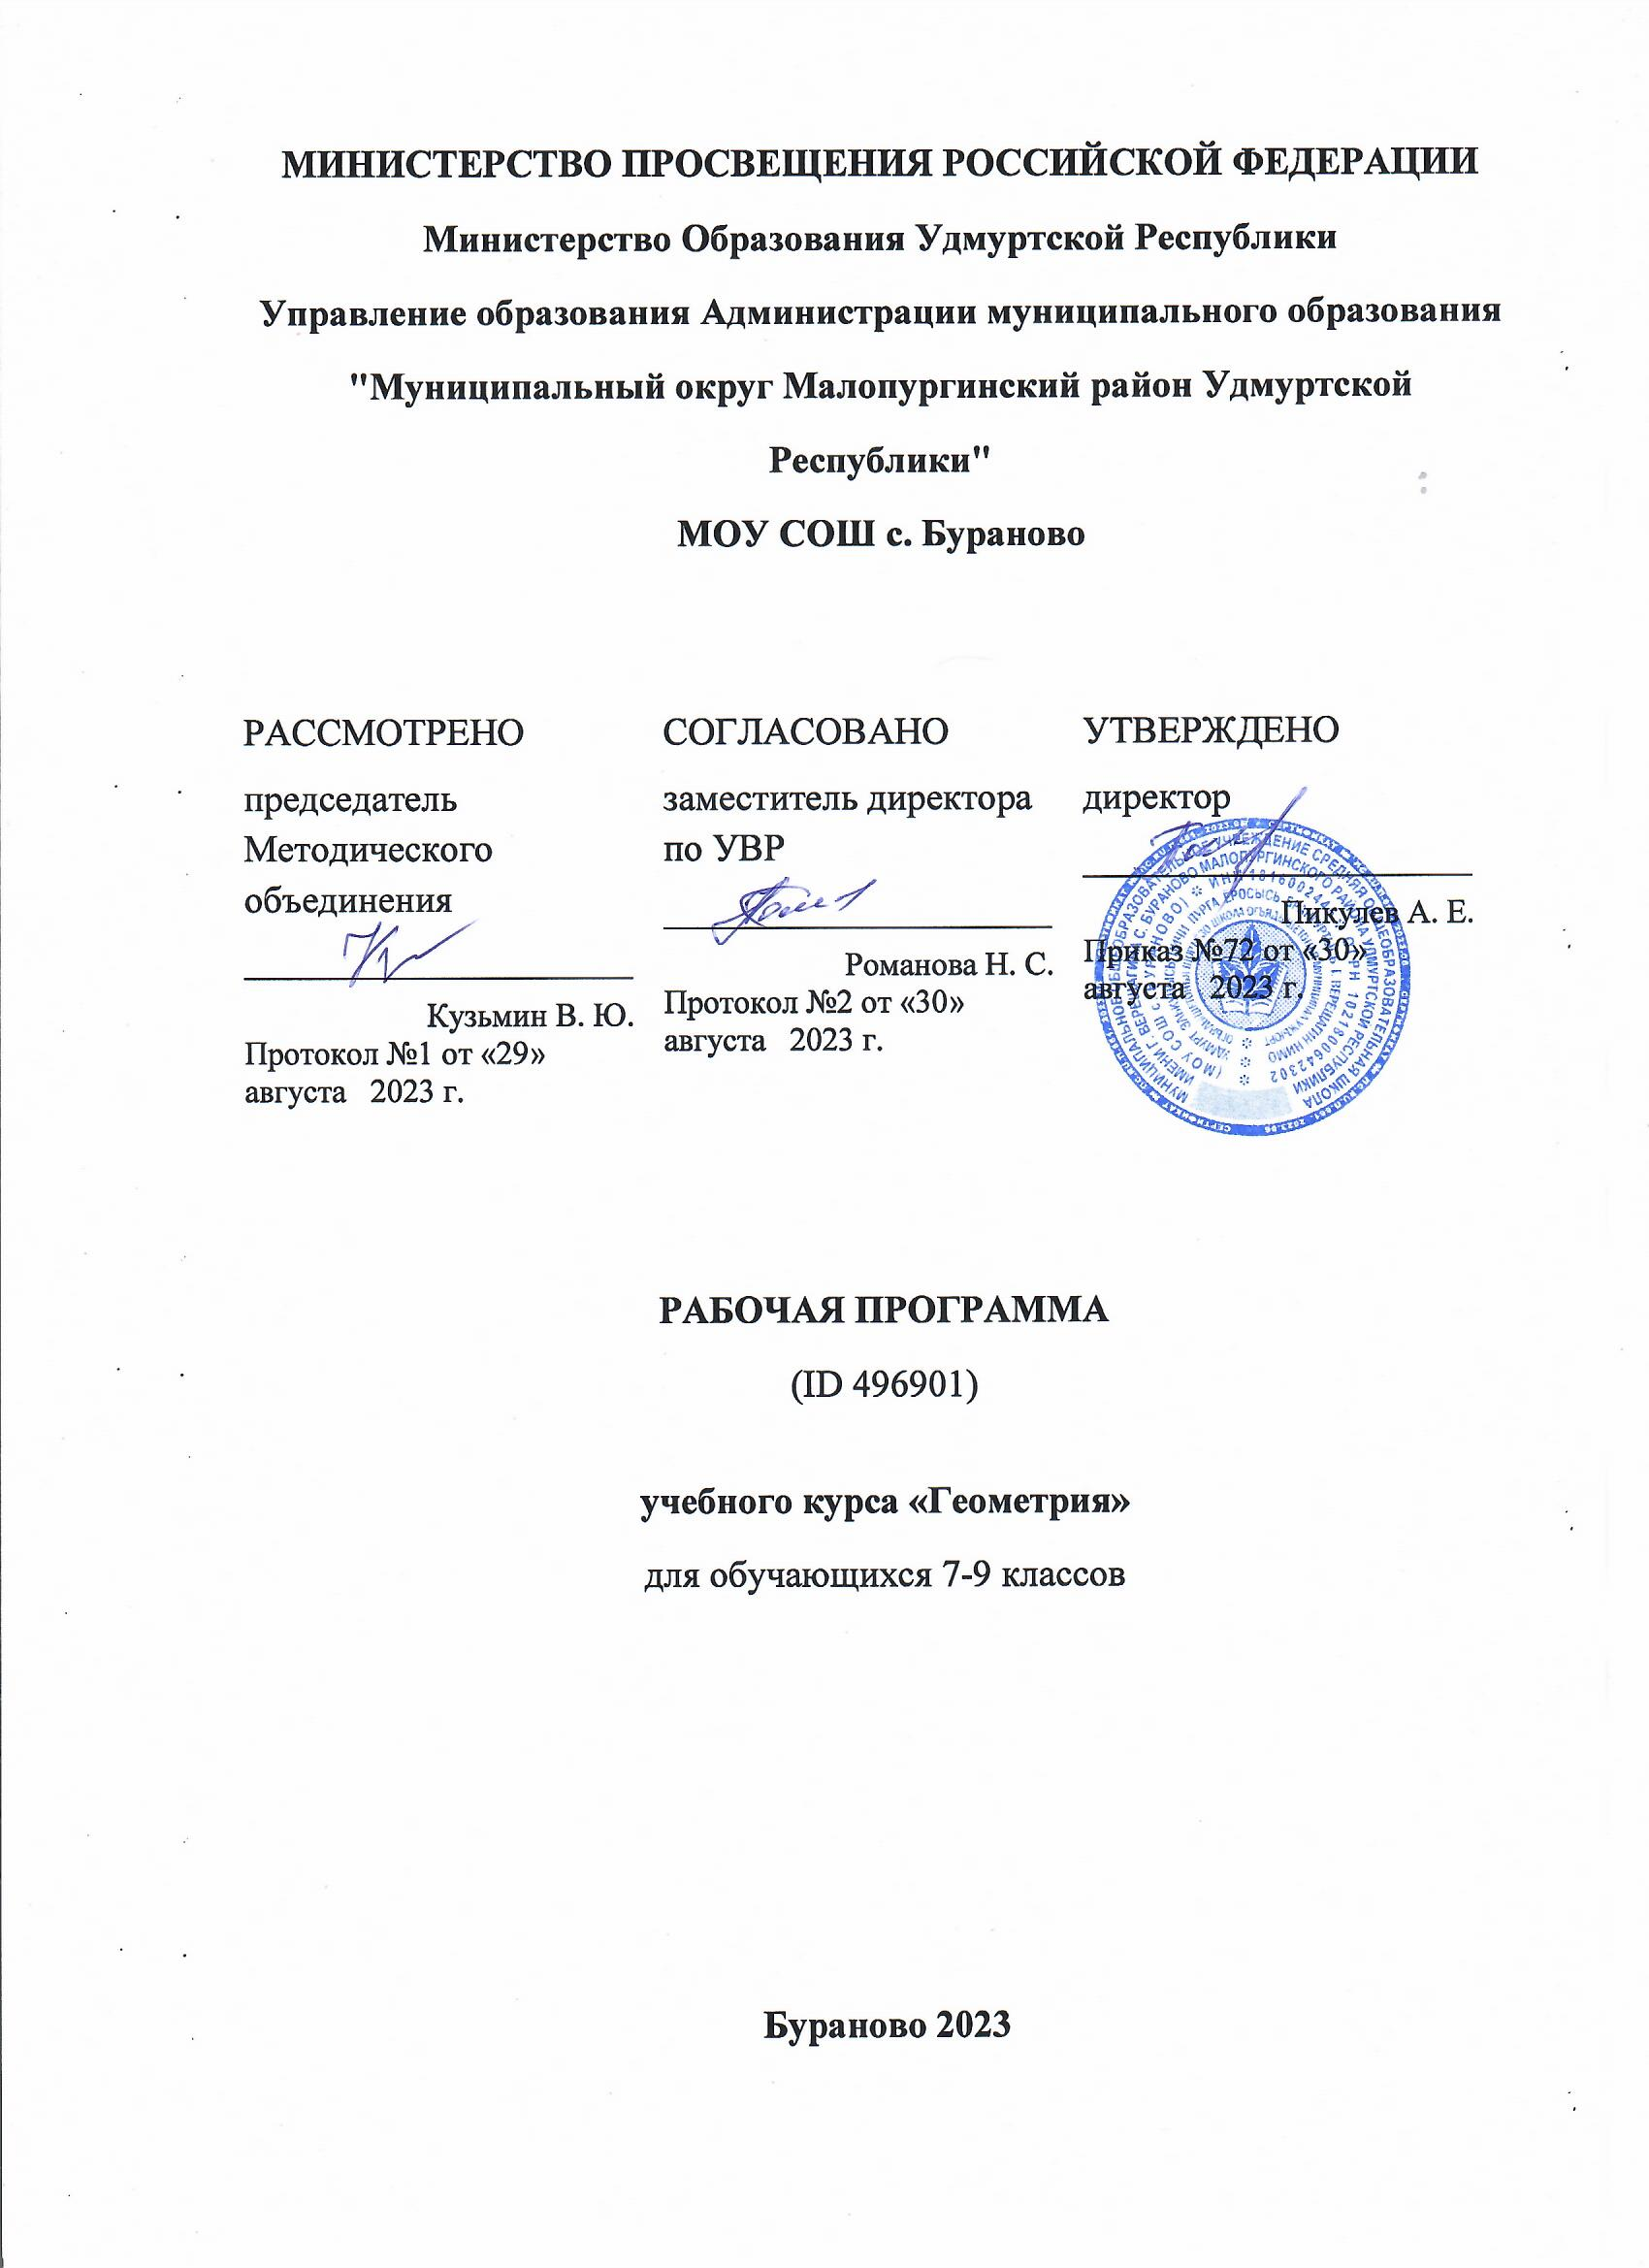 МИНИСТЕРСТВО ПРОСВЕЩЕНИЯ РОССИЙСКОЙ ФЕДЕРАЦИИ
Министерство Образования Удмуртской Республики
Управление образования Администрации муниципального образования
"Муниципальный округ Малопургинский район Удмуртской
Республики"
МОУ СОШ с. Бураново
РАССМОТРЕНО
председатель
Методического
объединения
Кузьмин В. Ю.
Протокол №1 от «29»
августа 2023 г.
СОГЛАСОВАНО
заместитель директора
по УВР
Романова Н. С.
Протокол №2 от «30»
августа 2023 г.
УТВЕРЖДЕНО
директор
Пикулев А. Е.
Приказ №72 от «30»
августа 2023 г.
РАБОЧАЯ ПРОГРАММА
(ID 496901)
учебного курса «Геометрия»
для обучающихся 7-9 классов
Бураново 2023